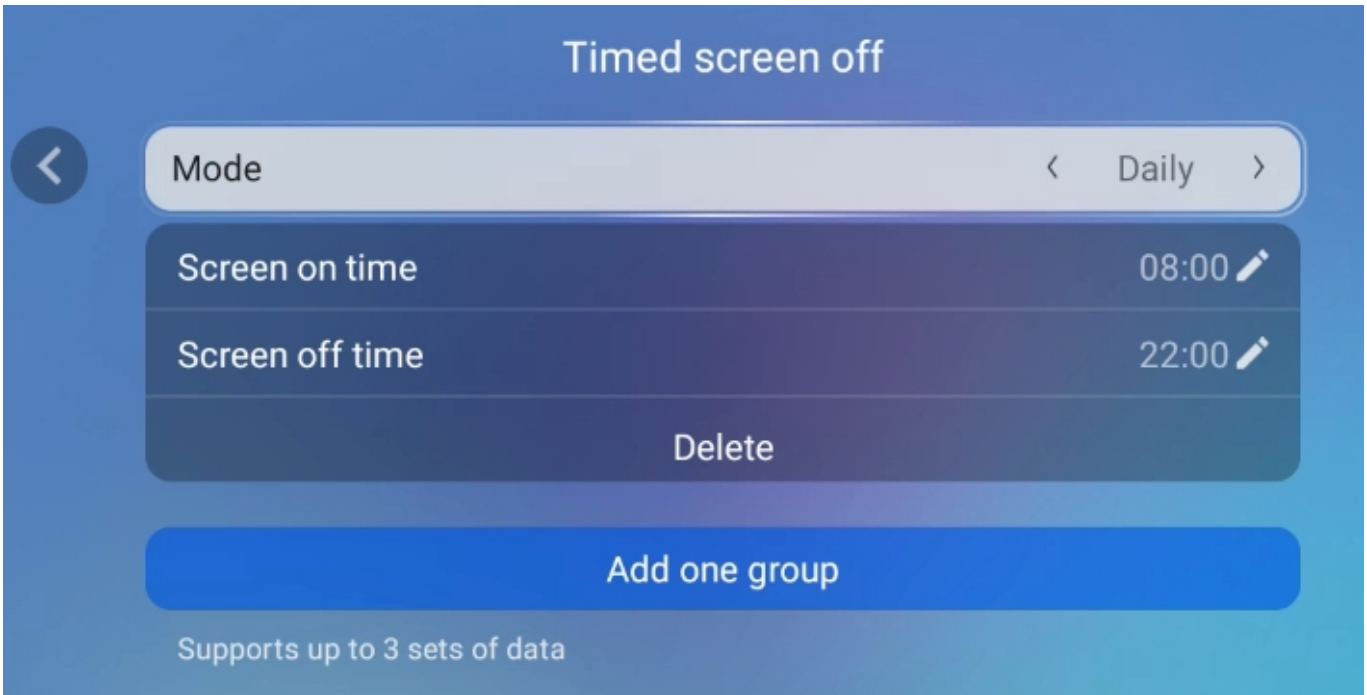 Timed screen off
Mode < Daily >
Screen on time 08:00
Screen off time 22:00
Delete
Add one group
Supports up to 3 sets of data